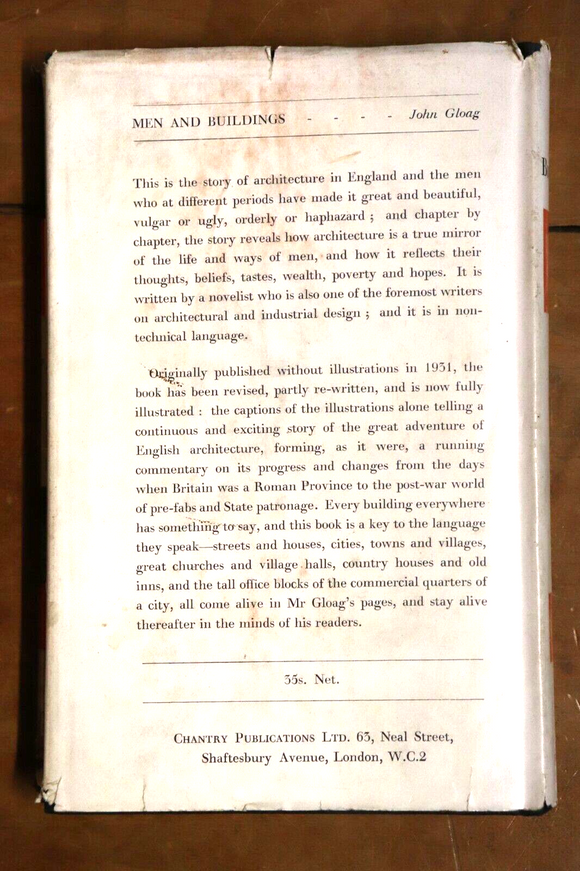 MEN AND BUILDINGS - - - - John Gloag
This is the story of architecture in England and the men
who at different periods have made it great and beautiful,
vulgar or ugly, orderly or haphazard ; and chapter by
chapter, the story reveals how architecture is a true mirror
of the life and ways of men, and how it reflects their
thoughts, beliefs, tastes, wealth, poverty and hopes. It is
written by a novelist who is also one of the foremost writers
on architectural and industrial design ; and it is in non-
technical language.
Originally published without illustrations in 1931, the
book has been revised, partly re-written, and is now fully
illustrated : the captions of the illustrations alone telling a
continuous and exciting story of the great adventure of
English architecture, forming, as it were, a running
commentary on its progress and changes from the days
when Britain was a Roman Province to the post-war world
of pre-fabs and State patronage. Every building everywhere
has something to say, and this book is a key to the language
they speak—streets and houses, cities, towns and villages,
great churches and village halls, country houses and old
inns, and the tall office blocks of the commercial quarters of
a city, all come alive in Mr Gloag's pages, and stay alive
thereafter in the minds of his readers.
35s. Net.
CHANTRY PUBLICATIONS LTD. 63, Neal Street,
Shaftesbury Avenue, London, W.C.2